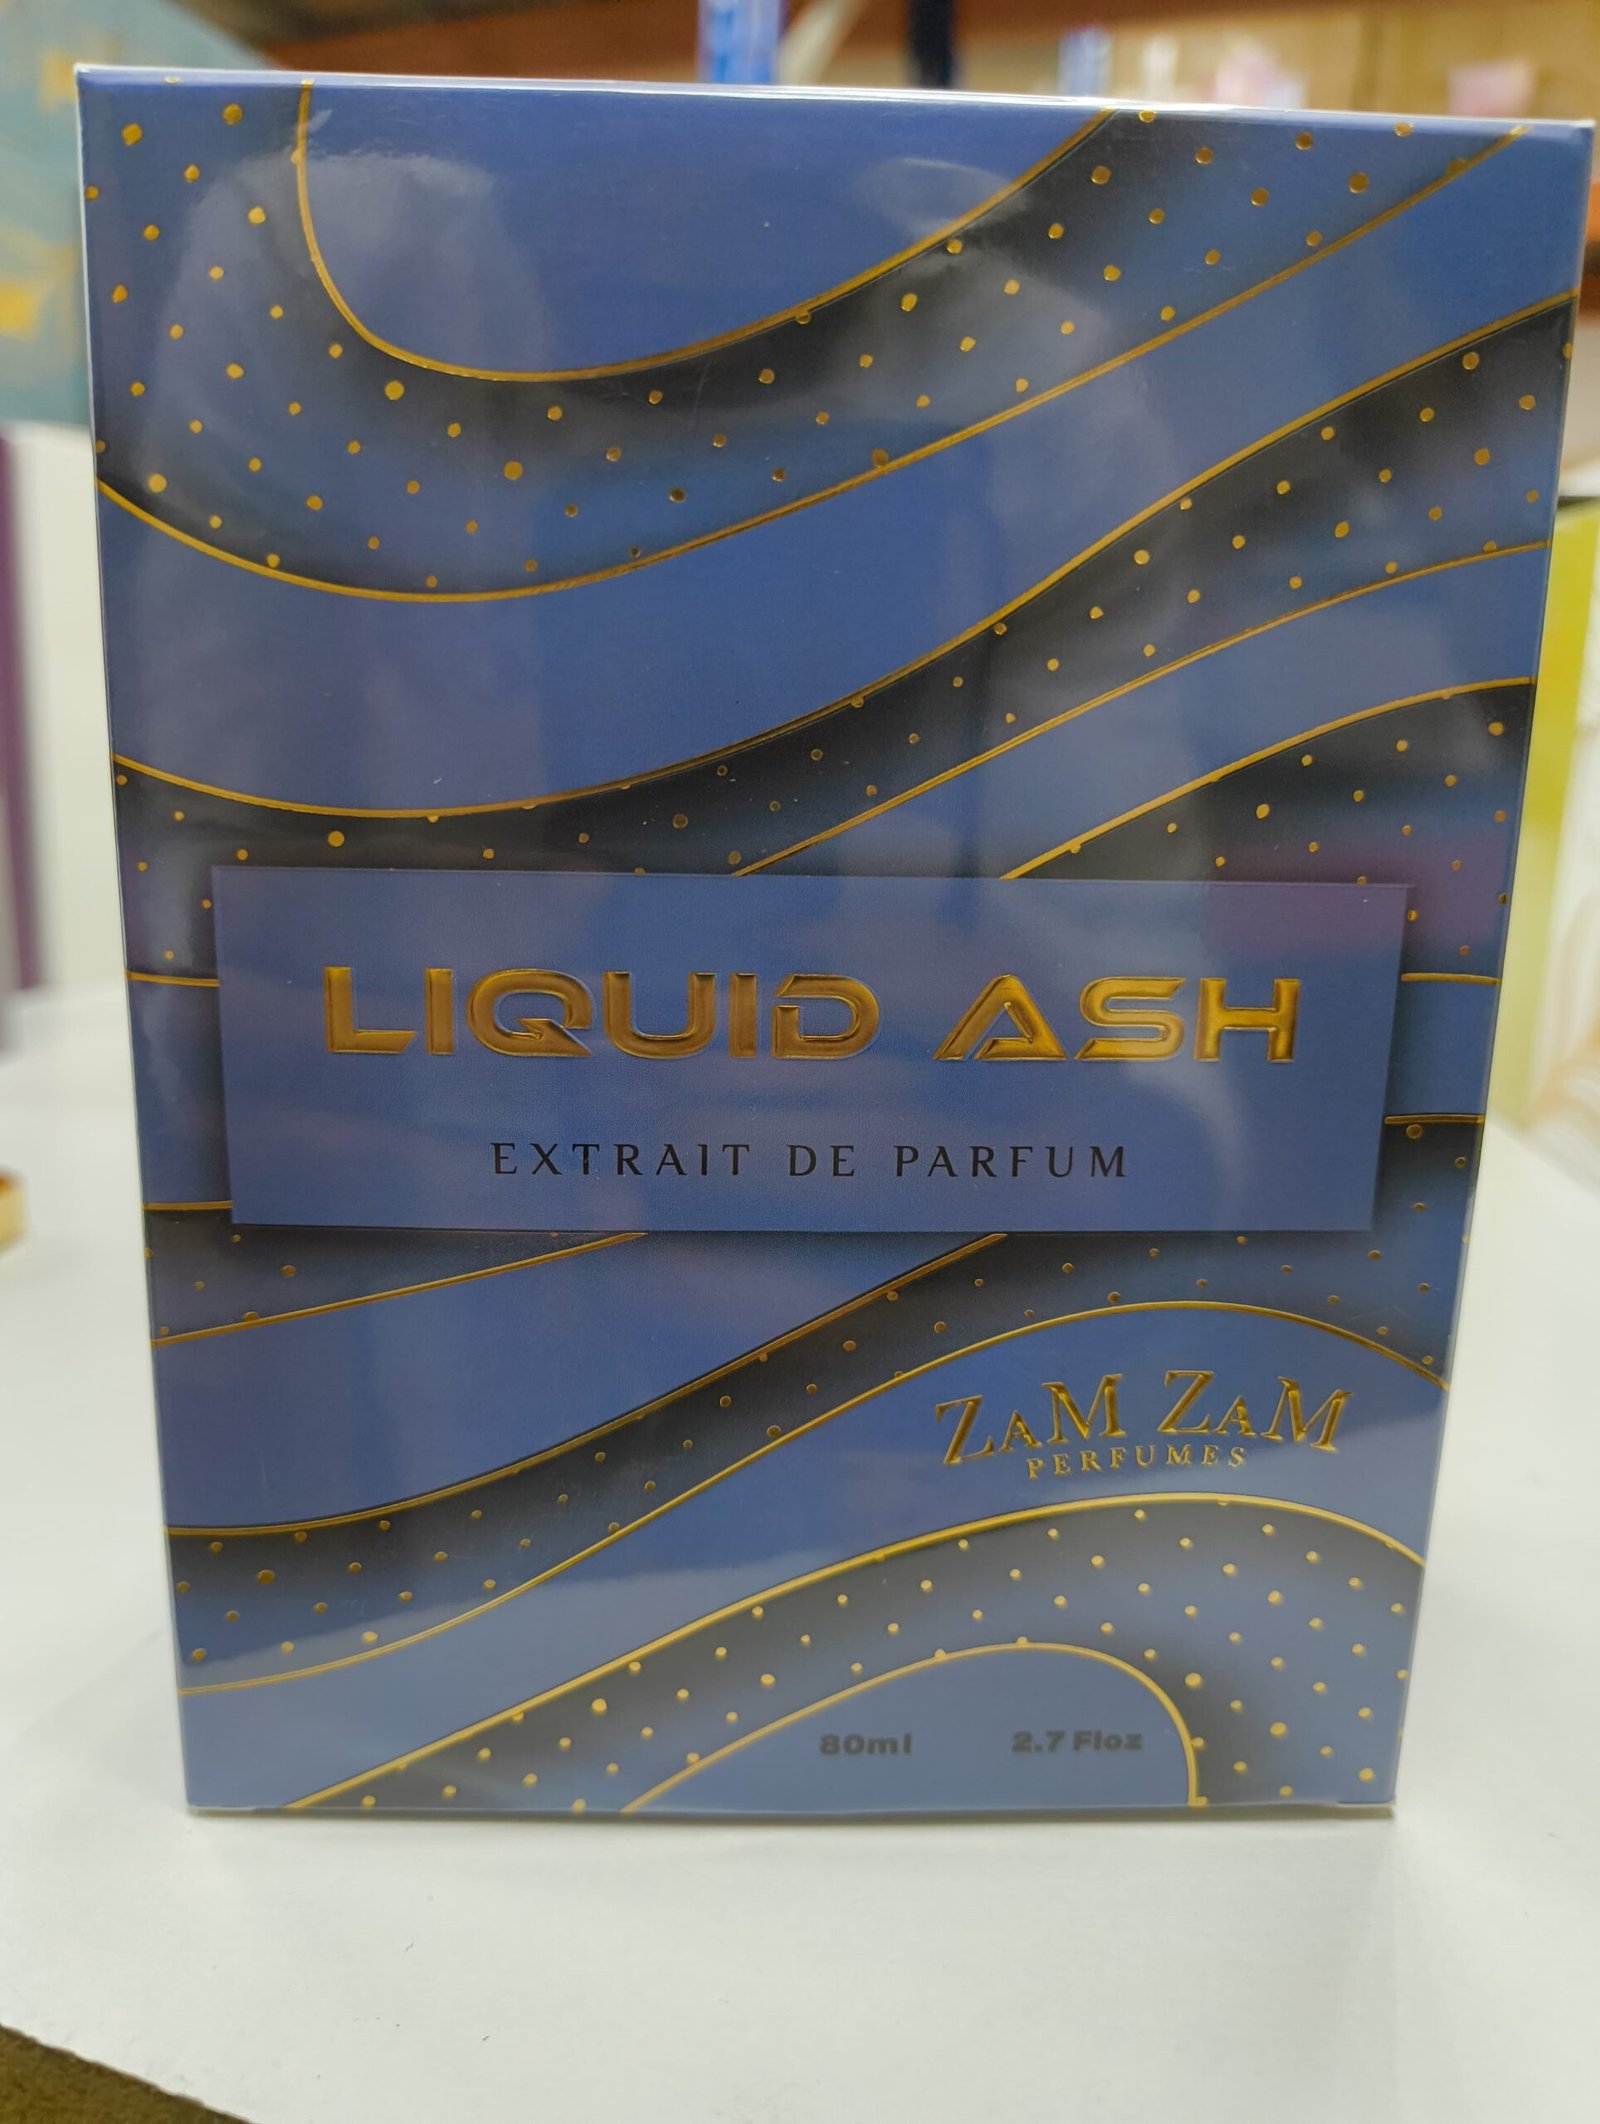 LIQUID ASH
EXTRAIT DE PARFUM
ZAM ZAM
PERFUMES
80ml 2.7 Floz